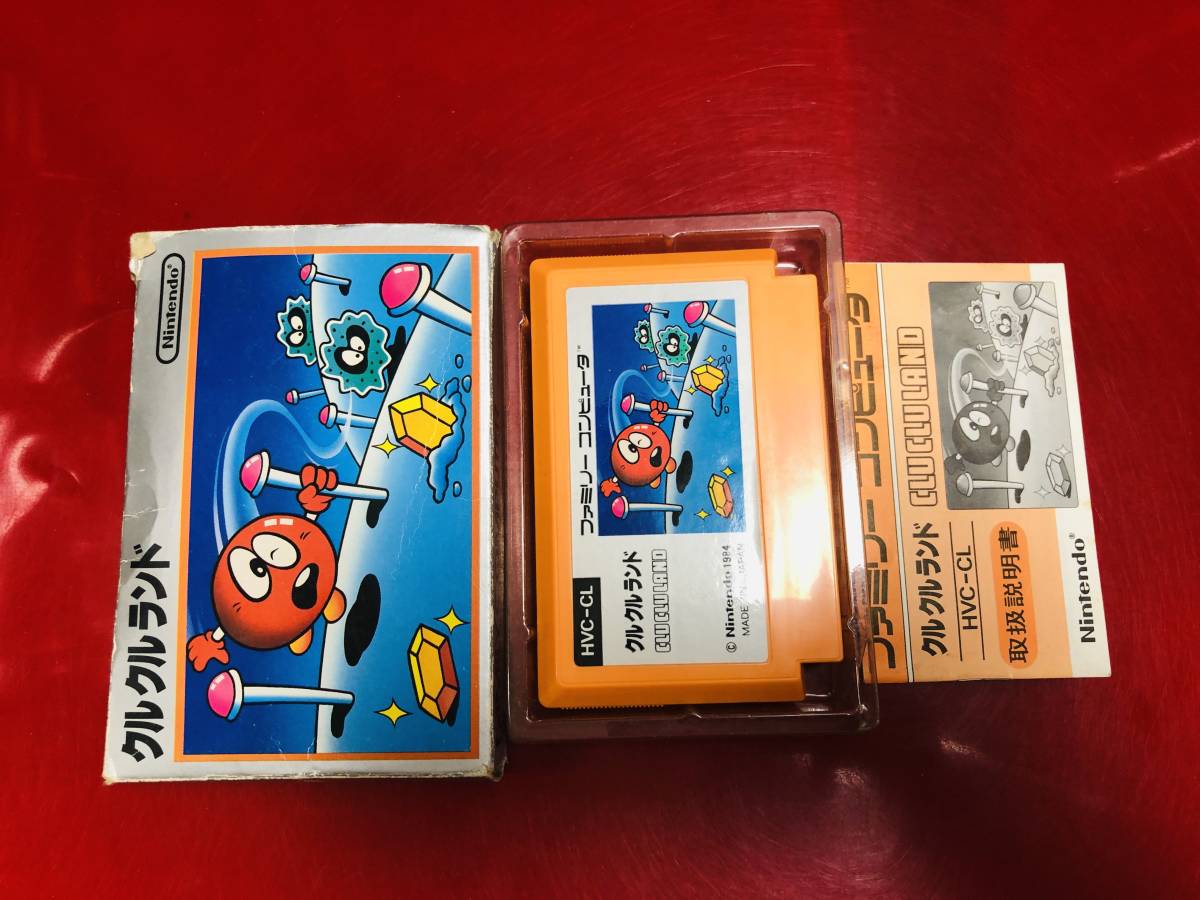 Nintendo®
クルクルランド
ファミリー コンピュータ™
HVC-CL
クルクルランド
CLU CLU LAND
© Nintendo 1984
MADE IN JAPAN
ファミリー コンピュータ
クルクルランド CLU CLU LAND
HVC-CL
取扱説明書
Nintendo®